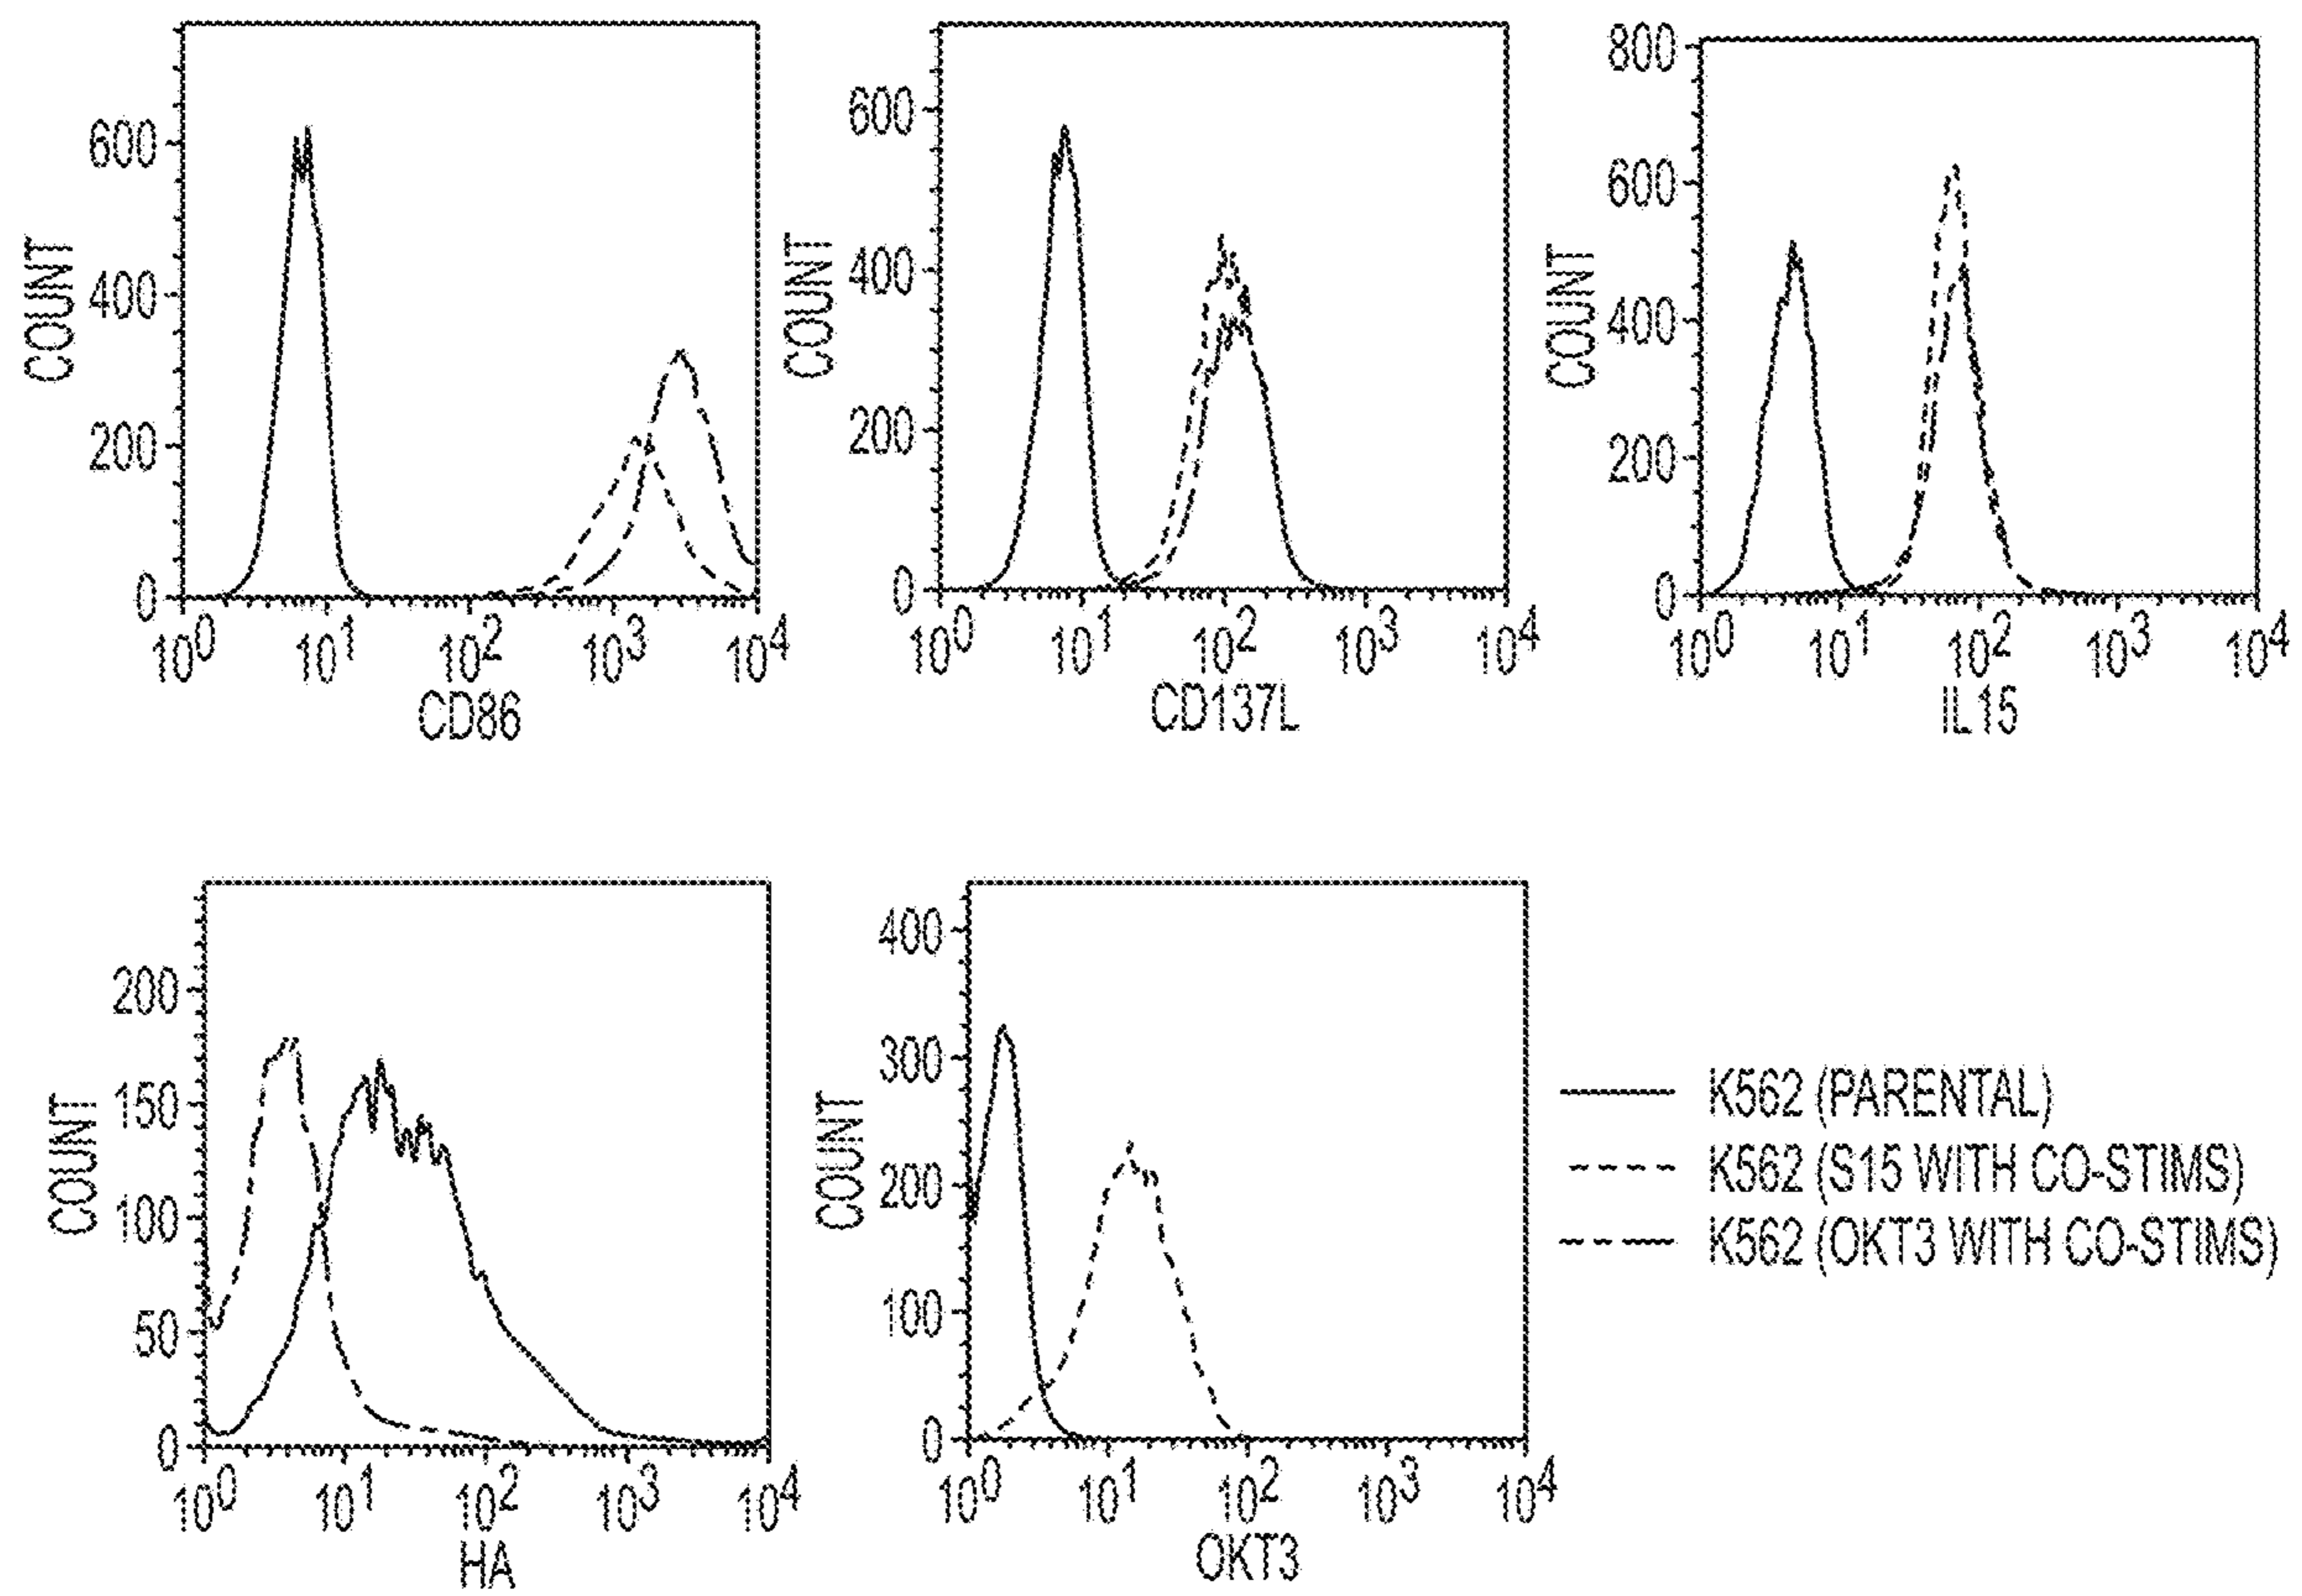 COUNT
600
400
200
0
10^0 10^1 10^2 10^3 10^4
CD86
COUNT
600
400
200
0
10^0 10^1 10^2 10^3 10^4
CD137L
COUNT
800
600
400
200
0
10^0 10^1 10^2 10^3 10^4
IL15
COUNT
200
150
100
50
0
10^0 10^1 10^2 10^3 10^4
HA
COUNT
400
300
200
100
0
10^0 10^1 10^2 10^3 10^4
OKT3
K562 (PARENTAL)
K562 (S15 WITH CO-STIMS)
K562 (OKT3 WITH CO-STIMS)